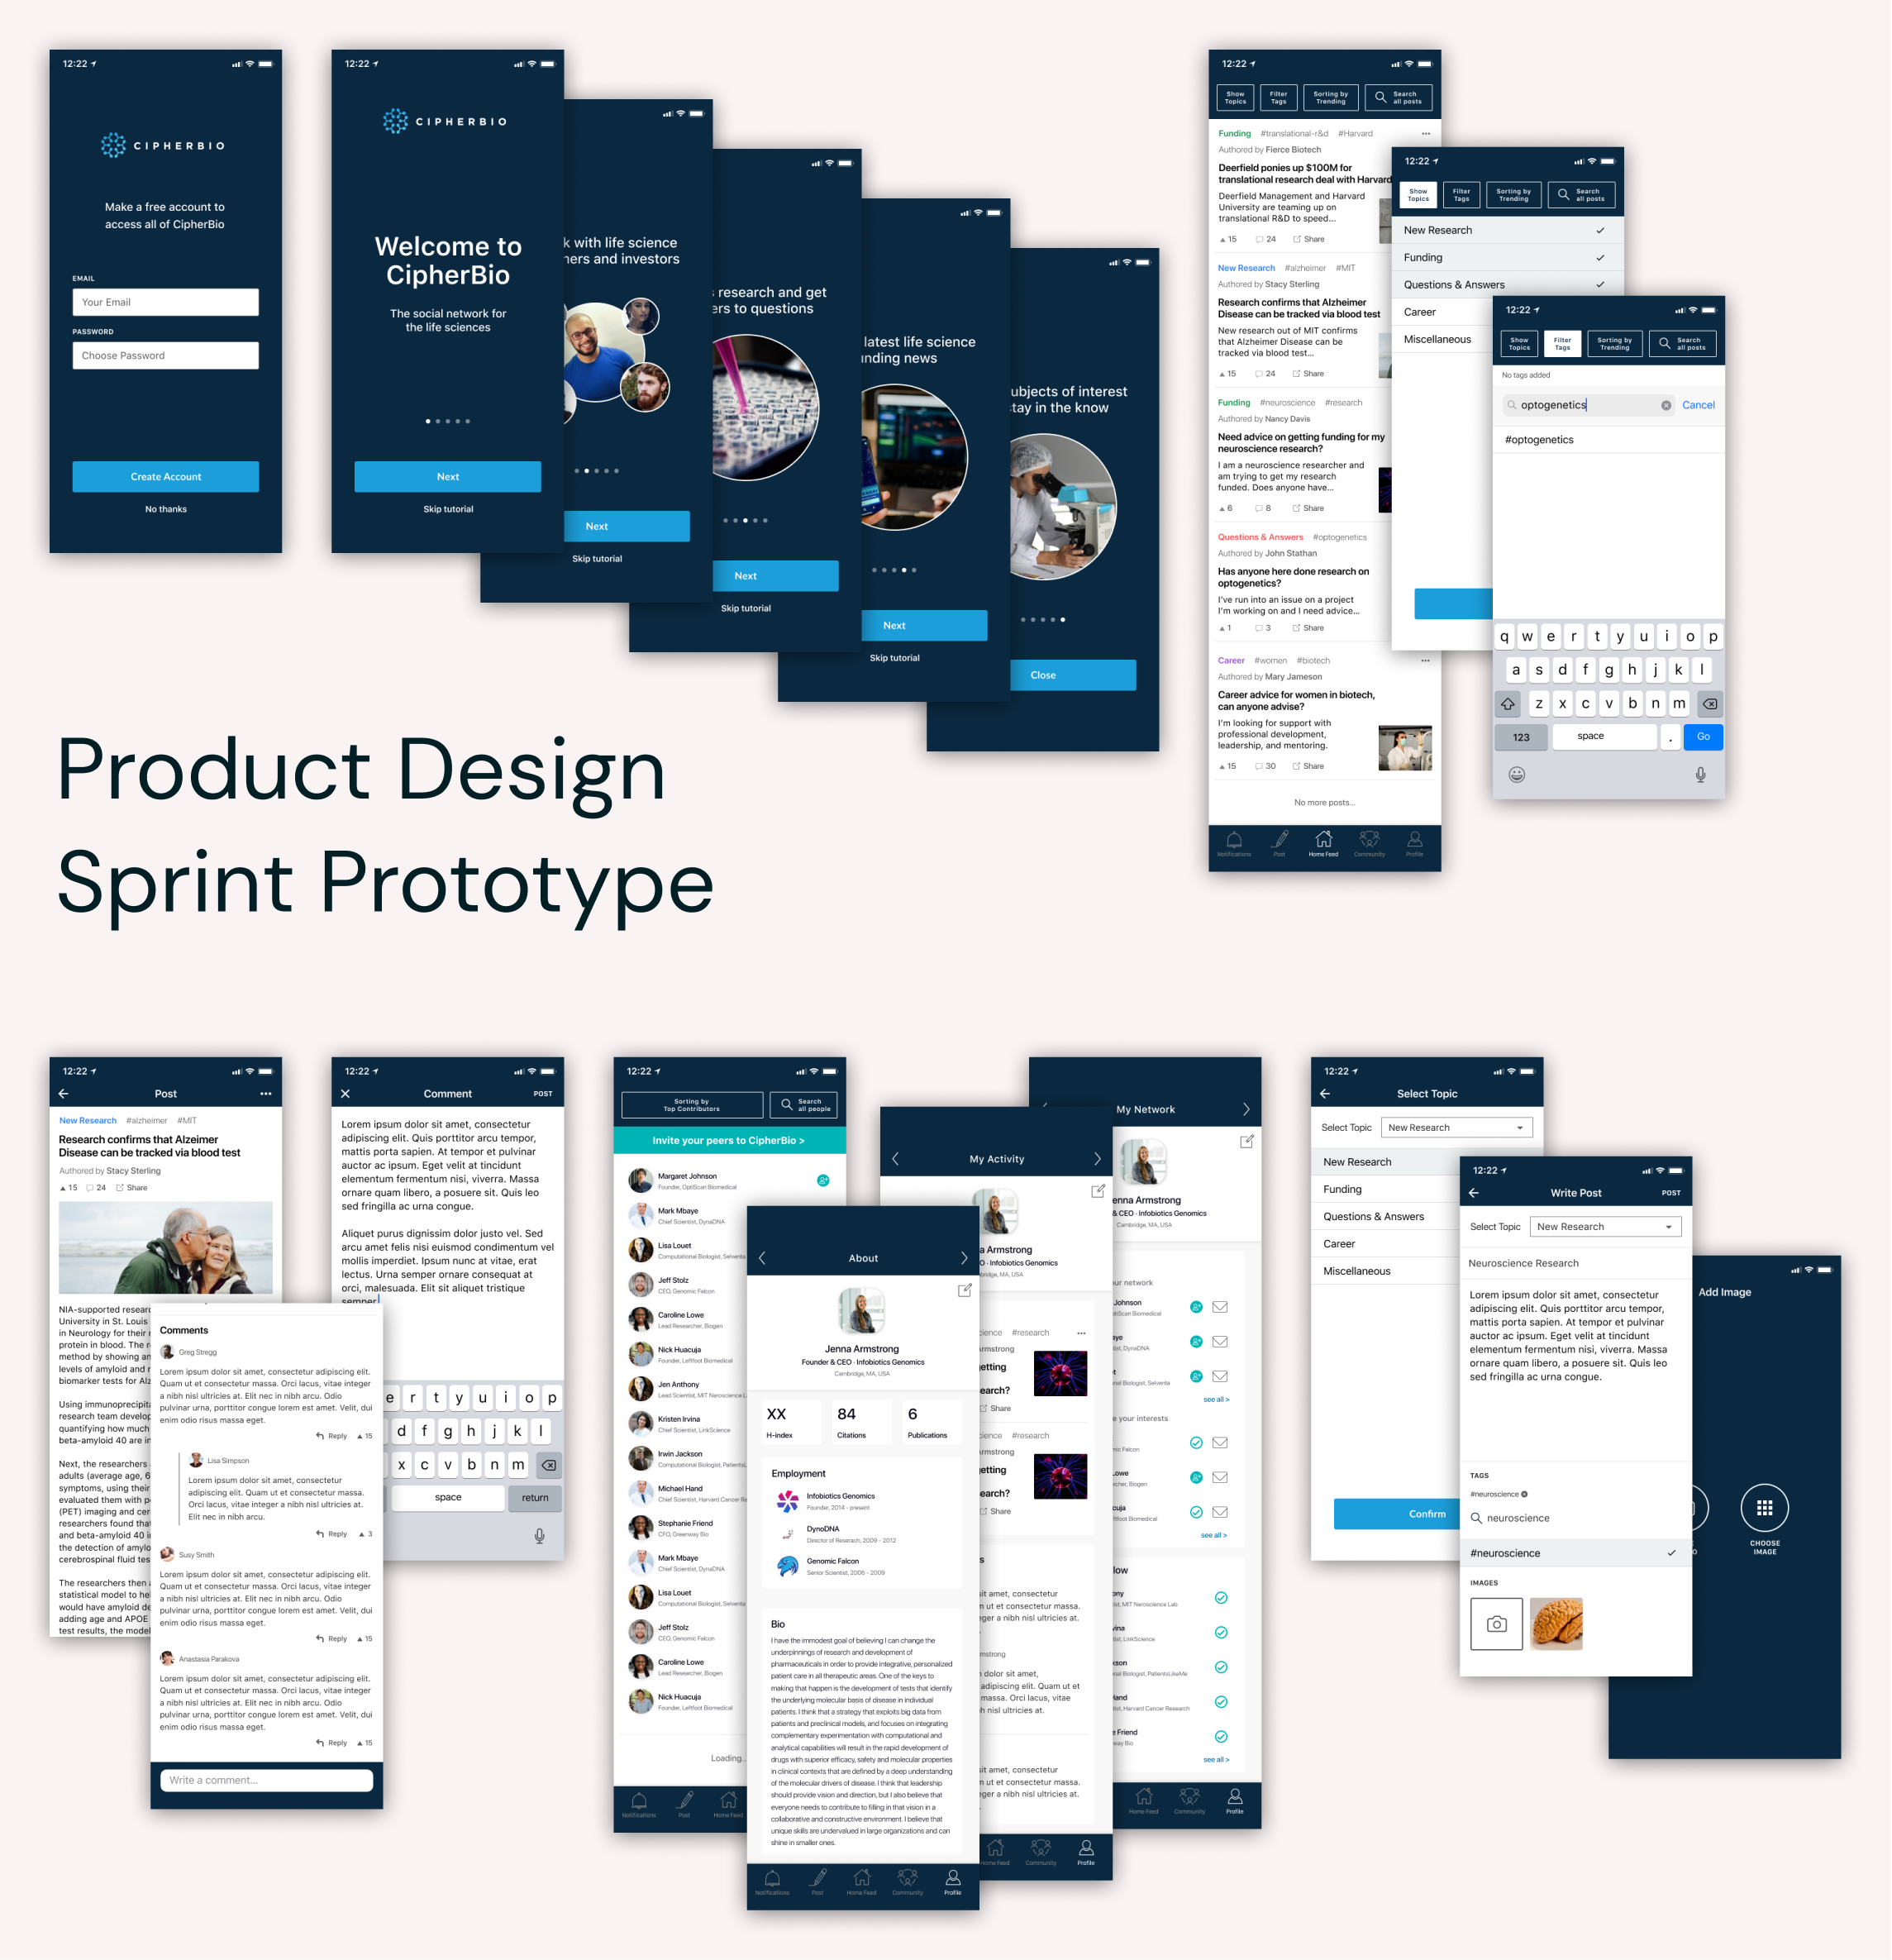 12:22
CIPHERBIO
Make a free account to
access all of CipherBio
EMAIL
Your Email
PASSWORD
Choose Password
Create Account
No thanks
12:22
CIPHERBIO
Welcome to
CipherBio
The social network for
the life sciences
Next
Skip tutorial
k with life science
ners and investors
Next
Skip tutorial
s research and get
ers to questions
Next
Skip tutorial
latest life science
nding news
Next
Skip tutorial
ubjects of interest
tay in the know
Close
12:22
Show
Topics
Filter
Tags
Sorting by
Trending
Search
all posts
Funding #translational-r&d #Harvard
Authored by Fierce Biotech
Deerfield ponies up $100M for
translational research deal with Harvard
Deerfield Management and Harvard
University are teaming up on
translational R&D to speed...
15 24 Share
New Research #alzheimer #MIT
Authored by Stacy Sterling
Research confirms that Alzheimer
Disease can be tracked via blood test
New research out of MIT confirms
that Alzheimer Disease can be
tracked via blood test...
15 24 Share
Funding #neuroscience #research
Authored by Nancy Davis
Need advice on getting funding for my
neuroscience research?
I am a neuroscience researcher and
am trying to get my research
funded. Does anyone have...
6 8 Share
Questions & Answers #optogenetics
Authored by John Stathan
Has anyone here done research on
optogenetics?
I've run into an issue on a project
I'm working on and I need advice...
1 3 Share
Career #women #biotech
Authored by Mary Jameson
Career advice for women in biotech,
can anyone advise?
I'm looking for support with
professional development,
leadership, and mentoring.
15 30 Share
No more posts...
Notifications Post Home Feed Community Profile
12:22
Show
Topics
Filter
Tags
Sorting by
Trending
Search
all posts
New Research
Funding
Questions & Answers
Career
Miscellaneous
12:22
Show
Topics
Filter
Tags
Sorting by
Trending
Search
all posts
No tags added
optogenetics Cancel
#optogenetics
q w e r t y u i o p
a s d f g h j k l
z x c v b n m
123 space . Go
Product Design
Sprint Prototype
12:22
Post
New Research #alzheimer #MIT
Research confirms that Alzeimer
Disease can be tracked via blood test
Authored by Stacy Sterling
15 24 Share
NIA-supported researc
University in St. Louis
in Neurology for their r
protein in blood. The r
method by showing an
levels of amyloid and r
biomarker tests for Alz
Using immunoprecipita
research team develop
quantifying how much
beta-amyloid 40 are in
Next, the researchers
adults (average age, 6
symptoms, using their
evaluated them with p
(PET) imaging and cer
researchers found that
and beta-amyloid 40 i
the detection of amylo
cerebrospinal fluid tes
The researchers then a
statistical model to hel
would have amyloid de
adding age and APOE
test results, the model
Comments
Greg Stregg
Lorem ipsum dolor sit amet, consectetur adipiscing elit.
Quam ut et consectetur massa. Orci lacus, vitae integer
a nibh nisl ultricies at. Elit nec in nibh arcu. Odio
pulvinar urna, porttitor congue lorem est amet. Velit, dui
enim odio risus massa eget.
Reply 15
Lisa Simpson
Lorem ipsum dolor sit amet, consectetur
adipiscing elit. Quam ut et consectetur massa.
Orci lacus, vitae integer a nibh nisl ultricies at.
Elit nec in nibh arcu.
Reply 3
Susy Smith
Lorem ipsum dolor sit amet, consectetur adipiscing elit.
Quam ut et consectetur massa. Orci lacus, vitae integer
a nibh nisl ultricies at. Elit nec in nibh arcu. Odio
pulvinar urna, porttitor congue lorem est amet. Velit, dui
enim odio risus massa eget.
Reply 15
Anastasia Parakova
Lorem ipsum dolor sit amet, consectetur adipiscing elit.
Quam ut et consectetur massa. Orci lacus, vitae integer
a nibh nisl ultricies at. Elit nec in nibh arcu. Odio
pulvinar urna, porttitor congue lorem est amet. Velit, dui
enim odio risus massa eget.
Reply 15
Write a comment...
12:22
Comment POST
Lorem ipsum dolor sit amet, consectetur
adipiscing elit. Quis porttitor arcu tempor,
mattis porta sapien. At tempor et pulvinar
auctor ac ipsum. Eget velit at tincidunt
elementum fermentum nisi, viverra. Massa
ornare quam libero, a posuere sit. Quis leo
sed fringilla ac urna congue.
Aliquet purus dignissim dolor justo vel. Sed
arcu amet felis nisi euismod condimentum vel
mollis imperdiet. Ipsum nunc at vitae, erat
lectus. Urna semper ornare consequat at
orci, malesuada. Elit sit aliquet tristique
semper
e r t y u i o p
d f g h j k l
x c v b n m
space return
12:22
Sorting by
Top Contributors
Search
all people
Invite your peers to CipherBio >
Margaret Johnson
Founder, OptiScan Biomedical
Mark Mbaye
Chief Scientist, DynaDNA
Lisa Louet
Computational Biologist, Selventa
Jeff Stolz
CEO, Genomic Falcon
Caroline Lowe
Lead Researcher, Biogen
Nick Huacuja
Founder, Leftfoot Biomedical
Jen Anthony
Lead Scientist, MIT Neroscience L
Kristen Irvina
Chief Scientist, LinkScience
Irwin Jackson
Computational Biologist, PatientsL
Michael Hand
Chief Scientist, Harvard Cancer Re
Stephanie Friend
CFO, Greenway Bio
Mark Mbaye
Chief Scientist, DynaDNA
Lisa Louet
Computational Biologist, Selventa
Jeff Stolz
CEO, Genomic Falcon
Caroline Lowe
Lead Researcher, Biogen
Nick Huacuja
Founder, Leftfoot Biomedical
Loading..
Notifications Post Home Feed
About
Jenna Armstrong
Founder & CEO · Infobiotics Genomics
Cambridge, MA, USA
XX 84 6
H-index Citations Publications
Employment
Infobiotics Genomics
Founder, 2014 - present
DynoDNA
Director of Reserach, 2009 - 2012
Genomic Falcon
Senior Scientist, 2006 - 2009
Bio
I have the immodest goal of believing I can change the
underpinnings of research and development of
pharmaceuticals in order to provide integrative, personalized
patient care in all therapeutic areas. One of the keys to
making that happen is the development of tests that identify
the underlying molecular basis of disease in individual
patients. I think that a strategy that exploits big data from
patients and preclinical models, and focuses on integrating
complementary experimentation with computational and
analytical capabilities will result in the rapid development of
drugs with superior efficacy, safety and molecular properties
in clinical contexts that are defined by a deep understanding
of the molecular drivers of disease. I think that leadership
should provide vision and direction, but I also believe that
everyone needs to contribute to filling in that vision in a
collaborative and constructive environment. I believe that
unique skills are undervalued in large organizations and can
shine in smaller ones.
Notifications Post Home Feed Community Profile
My Activity
a Armstrong
O · Infobiotics Genomics
bridge, MA, USA
cience #research
rmstrong
etting
earch?
Share
cience #research
rmstrong
etting
earch?
Share
s
sit amet, consectetur
m ut et consectetur massa.
eger a nibh nisl ultricies at.
mstrong
n dolor sit amet,
adipiscing elit. Quam ut et
massa. Orci lacus, vitae
h nisl ultricies at.
sit amet, consectetur
m ut et consectetur massa.
eger a nibh nisl ultricies at.
Home Feed Community Profile
My Network
enna Armstrong
& CEO · Infobiotics Genomics
Cambridge, MA, USA
ur network
Johnson
ptiScan Biomedical
aye
tist, DynaDNA
et
nal Biologist, Selventa
see all >
e your interests
mic Falcon
Lowe
rcher, Biogen
cuja
ftfoot Biomedical
see all >
low
ony
tist, MIT Neroscience Lab
vina
tist, LinkScience
kson
nal Biologist, PatientsLikeMe
Hand
tist, Harvard Cancer Research
e Friend
way Bio
see all >
Home Feed Community Profile
12:22
Select Topic
Select Topic New Research
New Research
Funding
Questions & Answers
Career
Miscellaneous
Confirm
12:22
Write Post POST
Select Topic New Research
Neuroscience Research
Lorem ipsum dolor sit amet, consectetur
adipiscing elit. Quis porttitor arcu tempor,
mattis porta sapien. At tempor et pulvinar
auctor ac ipsum. Eget velit at tincidunt
elementum fermentum nisi, viverra. Massa
ornare quam libero, a posuere sit. Quis leo
sed fringilla ac urna congue.
TAGS
#neuroscience
neuroscience
#neuroscience
IMAGES
Add Image
O
CHOOSE
IMAGE